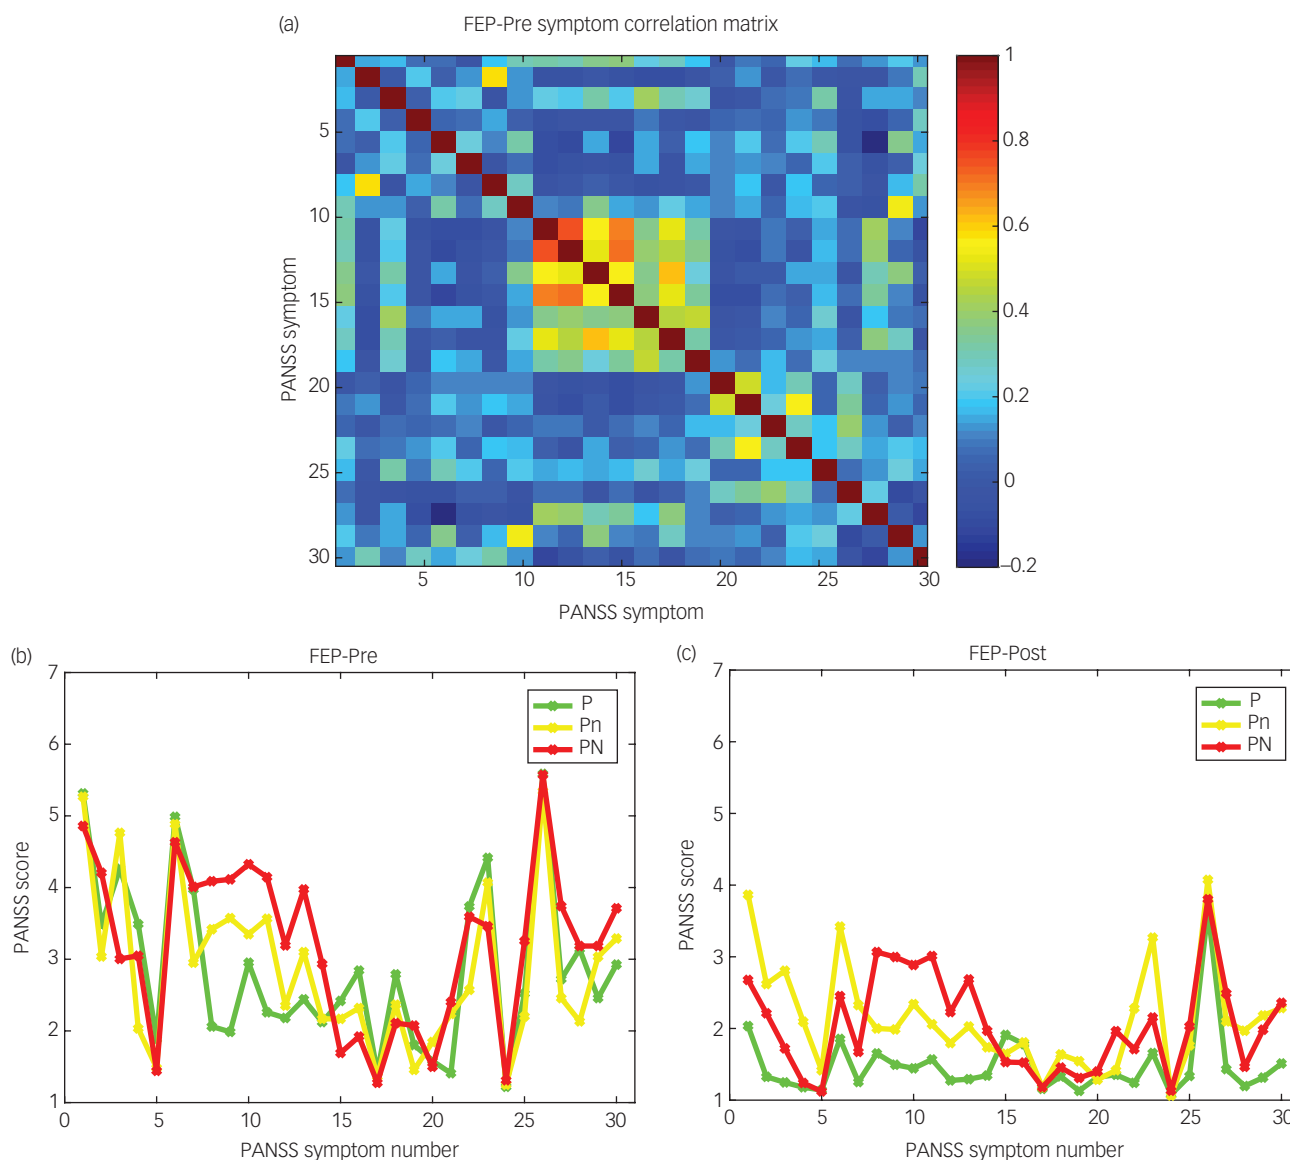 (a)
FEP-Pre symptom correlation matrix
PANSS symptom
5
10
15
20
25
30
5
10
15
20
25
30
PANSS symptom
1
0.8
0.6
0.4
0.2
0
–0.2
(b)
FEP-Pre
PANSS score
7
6
5
4
3
2
1
0
5
10
15
20
25
30
PANSS symptom number
P
Pn
PN
(c)
FEP-Post
PANSS score
7
6
5
4
3
2
1
0
5
10
15
20
25
30
PANSS symptom number
P
Pn
PN